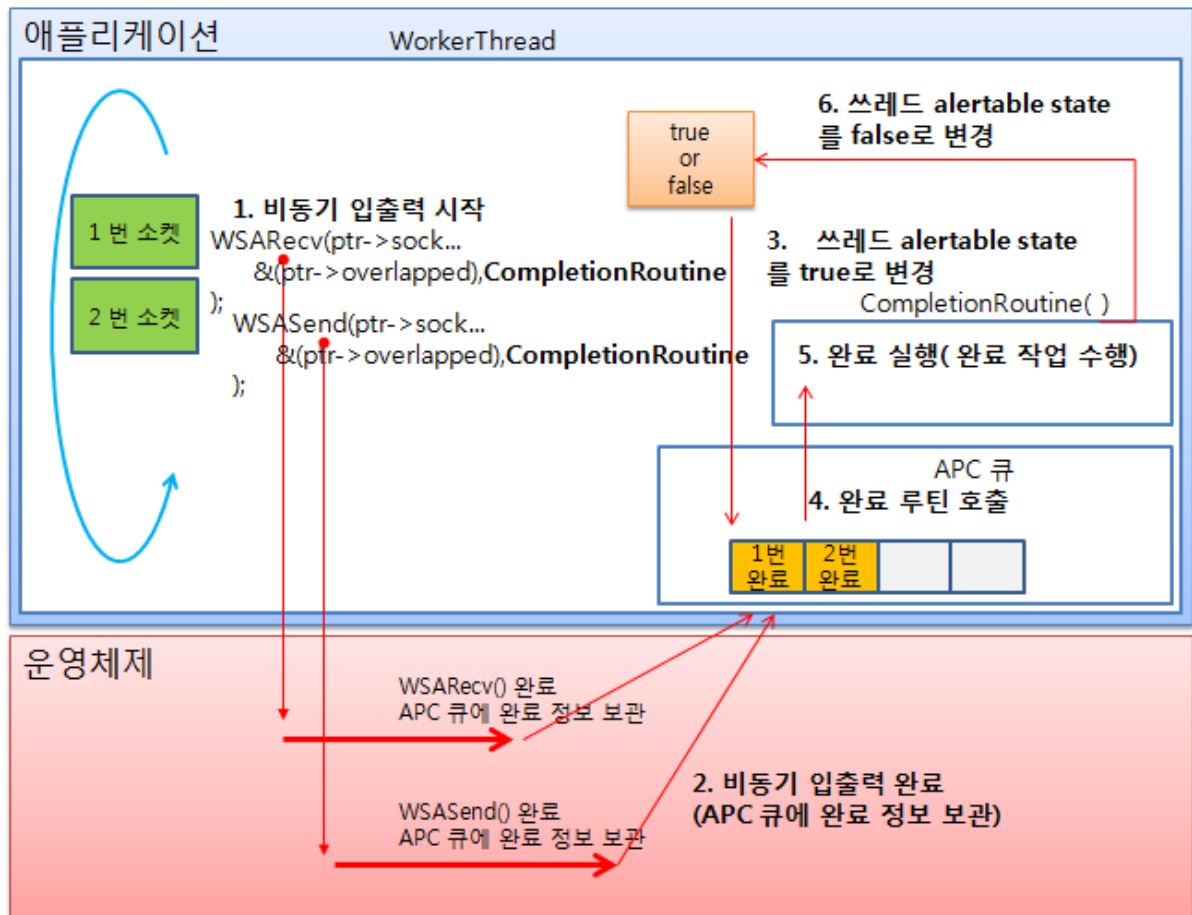 애플리케이션
WorkerThread
1 번 소켓
2 번 소켓
1. 비동기 입출력 시작
WSARecv(ptr->sock...
&(ptr->overlapped),CompletionRoutine
);
WSASend(ptr->sock...
&(ptr->overlapped),CompletionRoutine
);
true
or
false
6. 쓰레드 alertable state
를 false로 변경
3. 쓰레드 alertable state
를 true로 변경
CompletionRoutine( )
5. 완료 실행( 완료 작업 수행)
APC 큐
4. 완료 루틴 호출
1번
완료
2번
완료
운영체제
WSARecv() 완료
APC 큐에 완료 정보 보관
WSASend() 완료
APC 큐에 완료 정보 보관
2. 비동기 입출력 완료
(APC 큐에 완료 정보 보관)